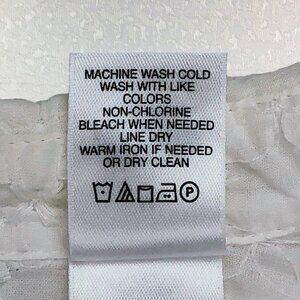 MACHINE WASH COLD
WASH WITH LIKE
COLORS
NON-CHLORINE
BLEACH WHEN NEEDED
LINE DRY
WARM IRON IF NEEDED
OR DRY CLEAN
P